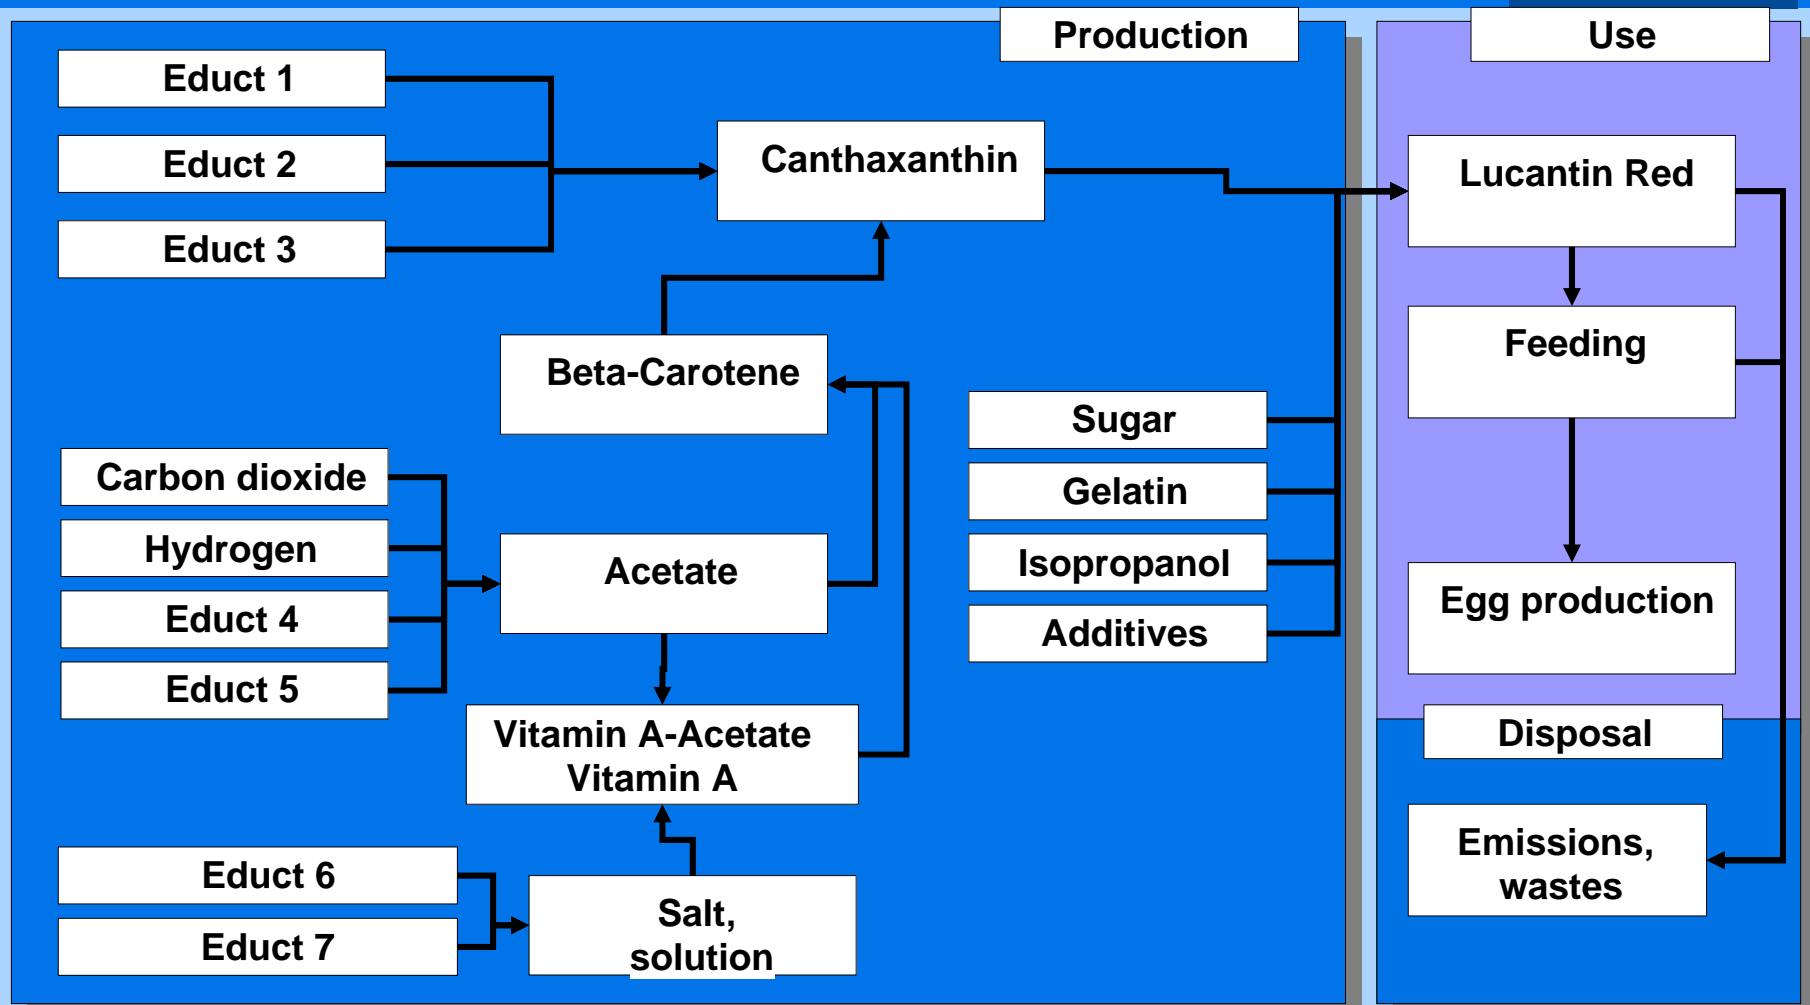 Production
Use
Educt 1
Educt 2
Educt 3
Canthaxanthin
Lucantin Red
Feeding
Beta-Carotene
Sugar
Gelatin
Isopropanol
Additives
Carbon dioxide
Hydrogen
Educt 4
Educt 5
Acetate
Egg production
Vitamin A-Acetate
Vitamin A
Disposal
Emissions,
wastes
Educt 6
Educt 7
Salt,
solution